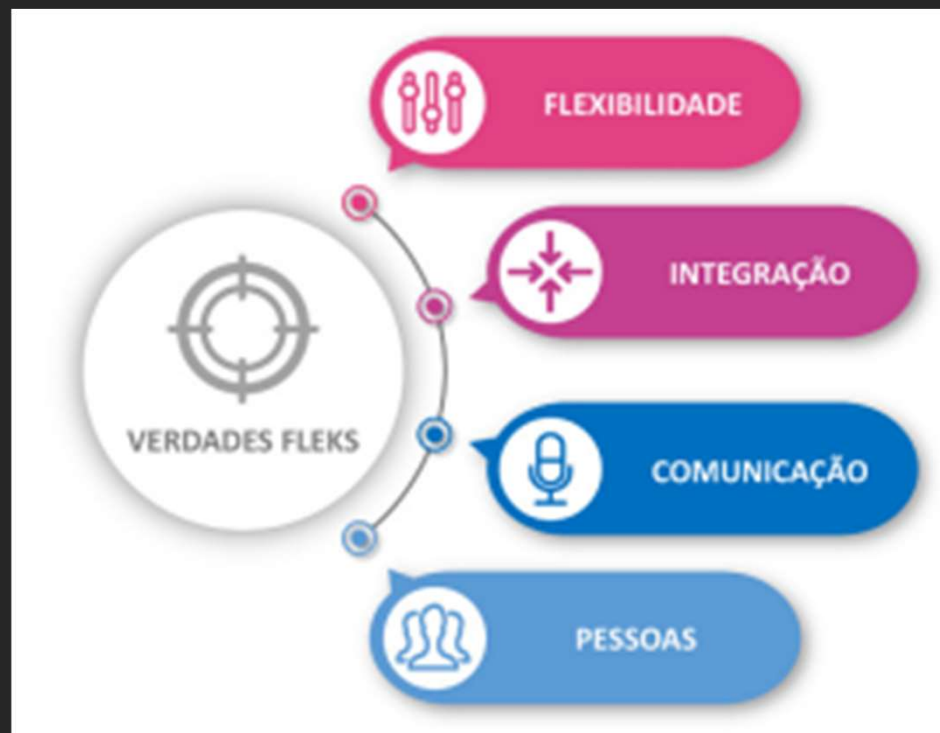 FLEXIBILIDADE
INTEGRAÇÃO
VERDADES FLEKS
COMUNICAÇÃO
PESSOAS